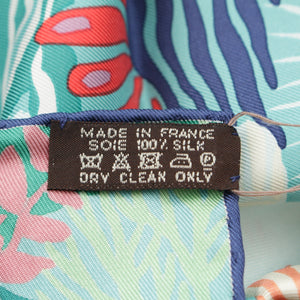 MADE IN FRANCE
SOIE 100% SILK
P
DRY CLEAN ONLY